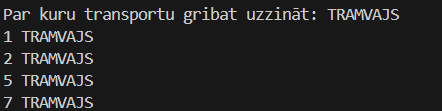 Par kuru transportu gribat uzzināt: TRAMVAJS
1 TRAMVAJS
2 TRAMVAJS
5 TRAMVAJS
7 TRAMVAJS